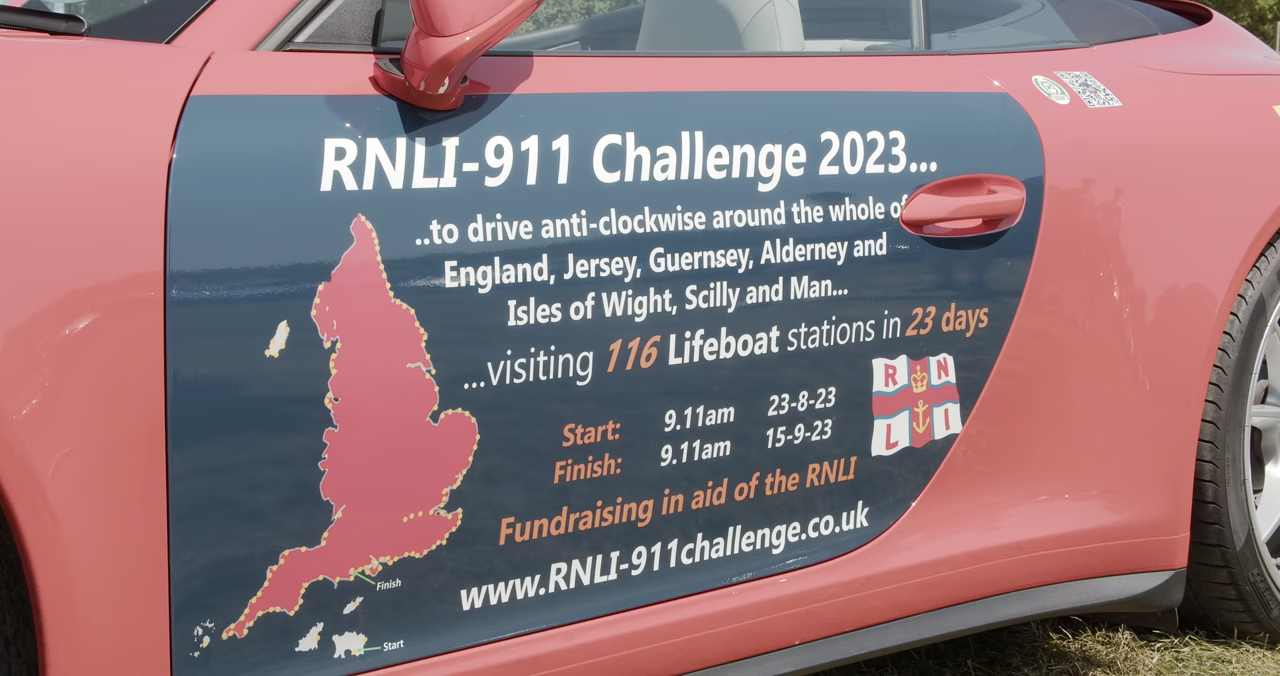 RNLI-911 Challenge 2023...
..to drive anti-clockwise around the whole of
England, Jersey, Guernsey, Alderney and
Isles of Wight, Scilly and Man...
...visiting 116 Lifeboat stations in 23 days
R N
L I
Start: 9.11am 23-8-23
Finish: 9.11am 15-9-23
Fundraising in aid of the RNLI
www.RNLI-911challenge.co.uk
Finish
Start